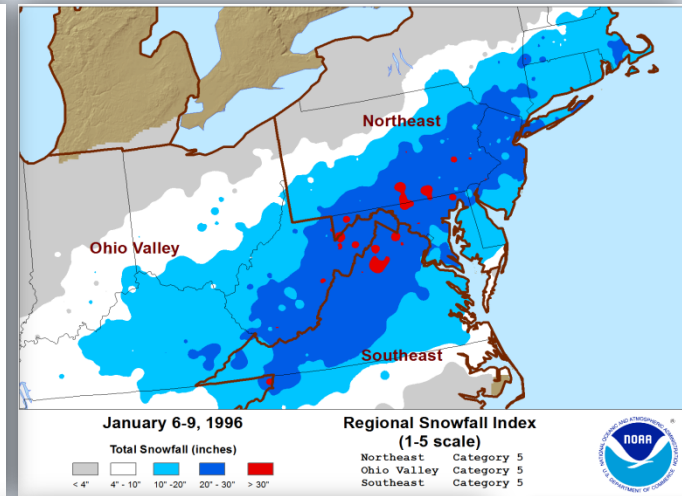 Northeast
Ohio Valley
Southeast
January 6-9, 1996
Total Snowfall (inches)
< 4" 4" - 10" 10" -20" 20" - 30" > 30"
Regional Snowfall Index
(1-5 scale)
Northeast Category 5
Ohio Valley Category 5
Southeast Category 5
NATIONAL OCEANIC AND ATMOSPHERIC ADMINISTRATION
NOAA
U.S. DEPARTMENT OF COMMERCE